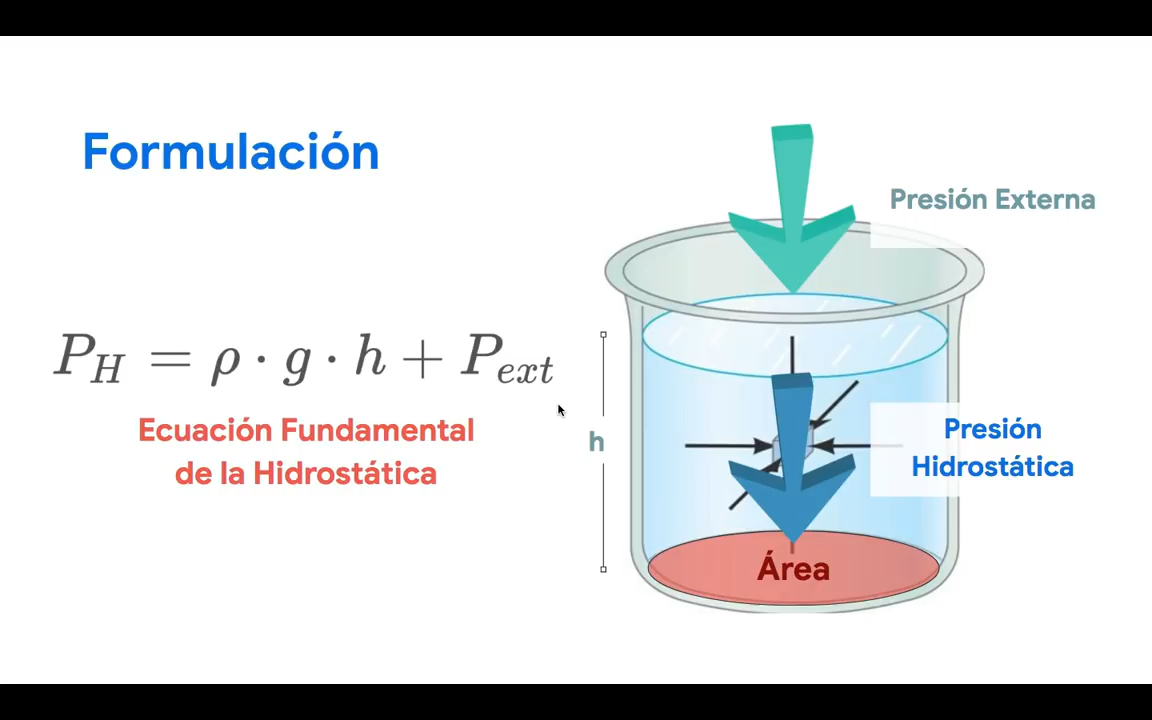 Formulación
Presión Externa
P_H = ρ · g · h + P_ext
Ecuación Fundamental
de la Hidrostática
h
Presión
Hidrostática
Área